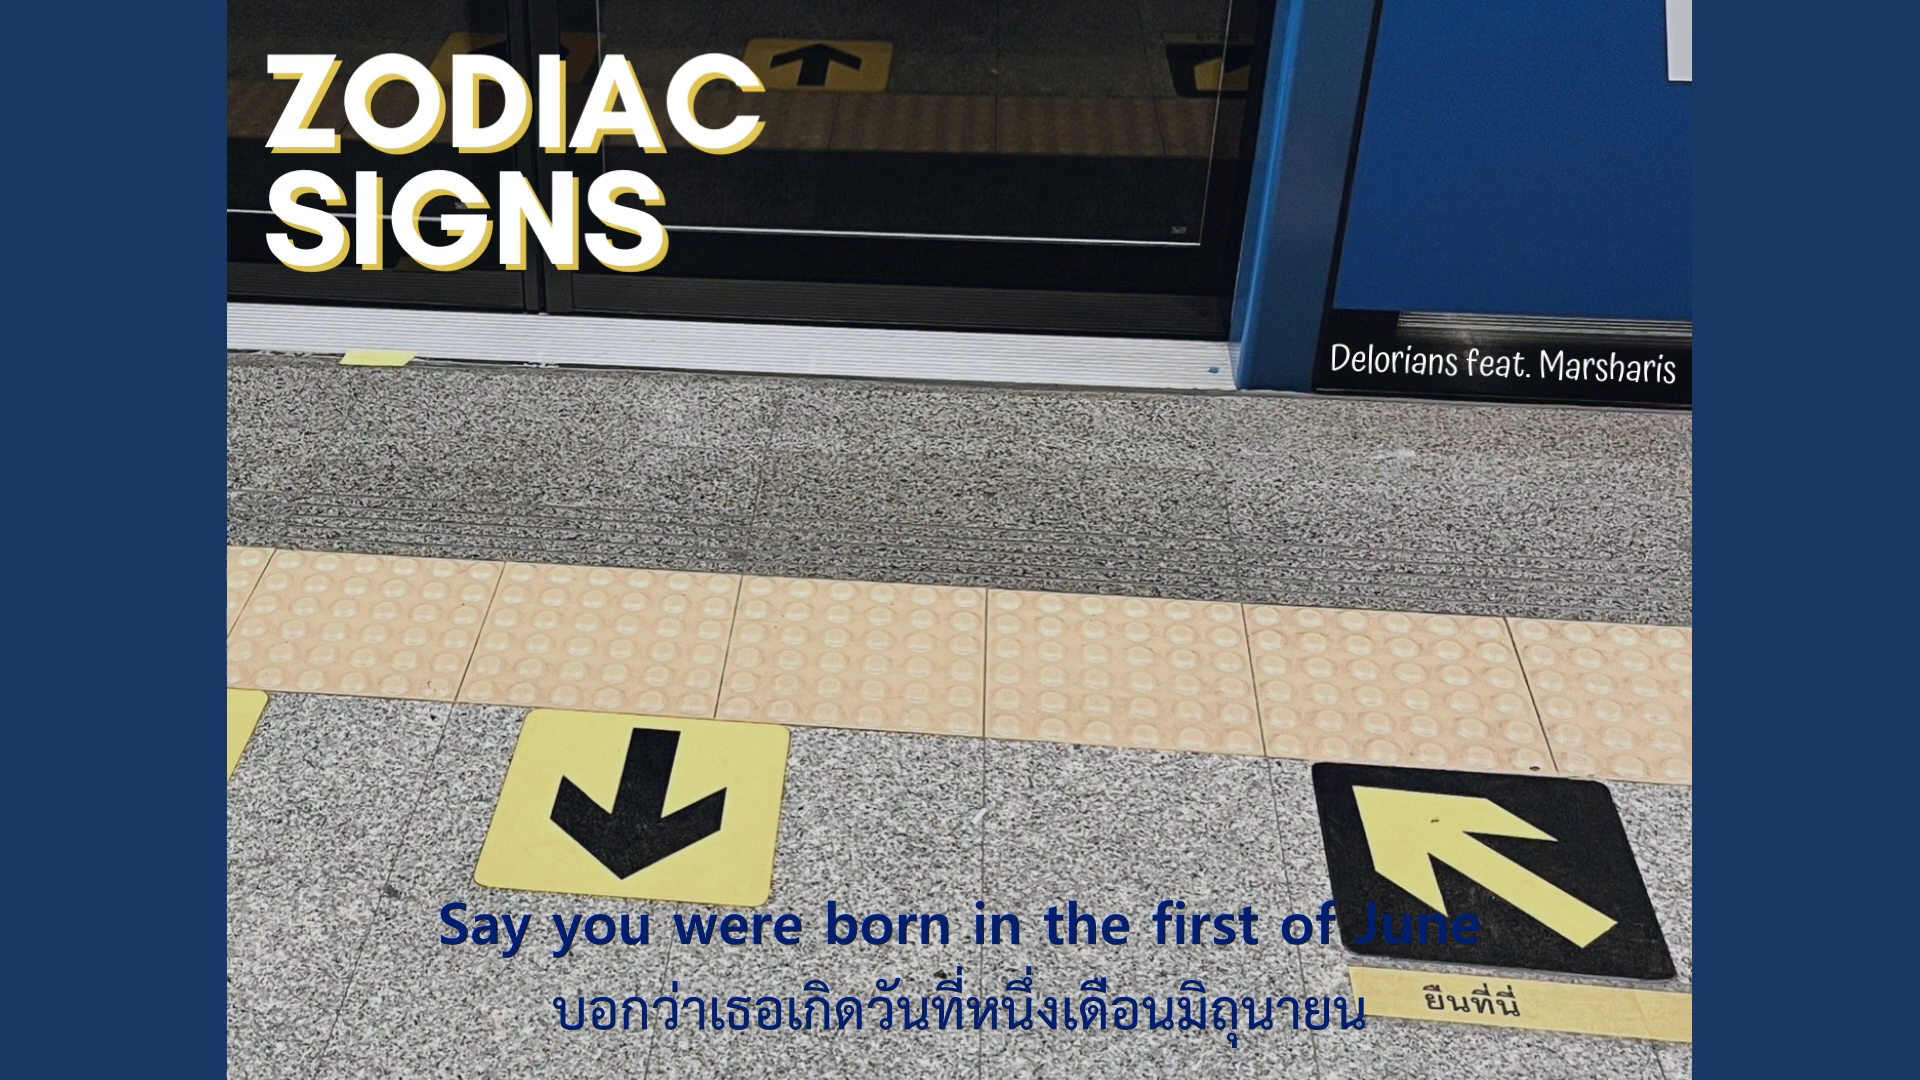 ZODIAC
SIGNS
Delorians feat. Marsharis
Say you were born in the first of June
บอกว่าเธอเกิดวันที่หนึ่งเดือนมิถุนายน
ยืนที่นี่